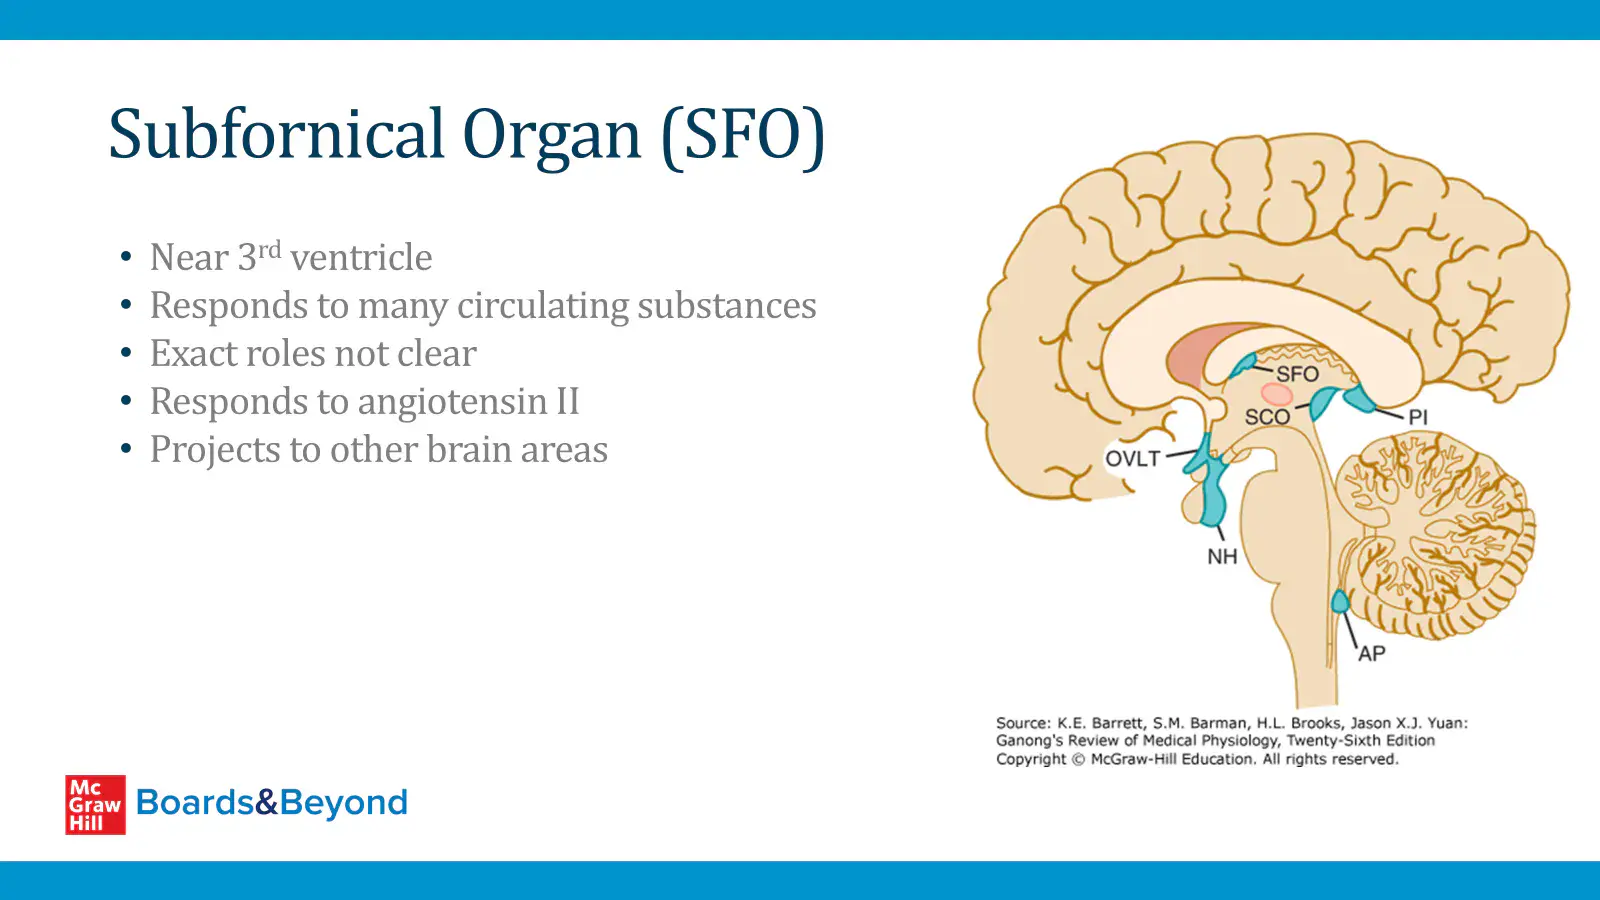 Subfornical Organ (SFO)
• Near 3rd ventricle
• Responds to many circulating substances
• Exact roles not clear
• Responds to angiotensin II
• Projects to other brain areas
SFO
SCO
PI
OVLT
NH
AP
Source: K.E. Barrett, S.M. Barman, H.L. Brooks, Jason X.J. Yuan:
Ganong's Review of Medical Physiology, Twenty-Sixth Edition
Copyright © McGraw-Hill Education. All rights reserved.
Mc
Graw
Hill
Boards&Beyond